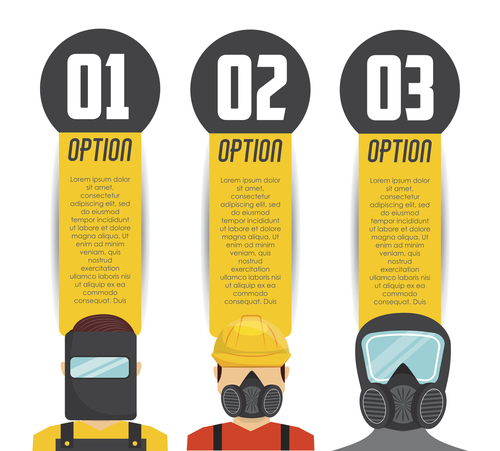 01
OPTION
Lorem ipsum dolor
sit amet,
consectetur
adipisicing elit,
sed do eiusmod
tempor incididunt
ut labore et dolore
magna aliqua. Ut
enim ad minim
veniam, quis
nostrud
exercitation
ullamco laboris nisi
ut aliquip ex ea
commodo
consequat. Duis
02
OPTION
Lorem ipsum dolor
sit amet,
consectetur
adipisicing elit,
sed do eiusmod
tempor incididunt
ut labore et dolore
magna aliqua. Ut
enim ad minim
veniam, quis
nostrud
exercitation
ullamco laboris nisi
ut aliquip ex ea
commodo
consequat. Duis
03
OPTION
Lorem ipsum dolor
sit amet,
consectetur
adipisicing elit,
sed do eiusmod
tempor incididunt
ut labore et dolore
magna aliqua. Ut
enim ad minim
veniam, quis
nostrud
exercitation
ullamco laboris nisi
ut aliquip ex ea
commodo
consequat. Duis